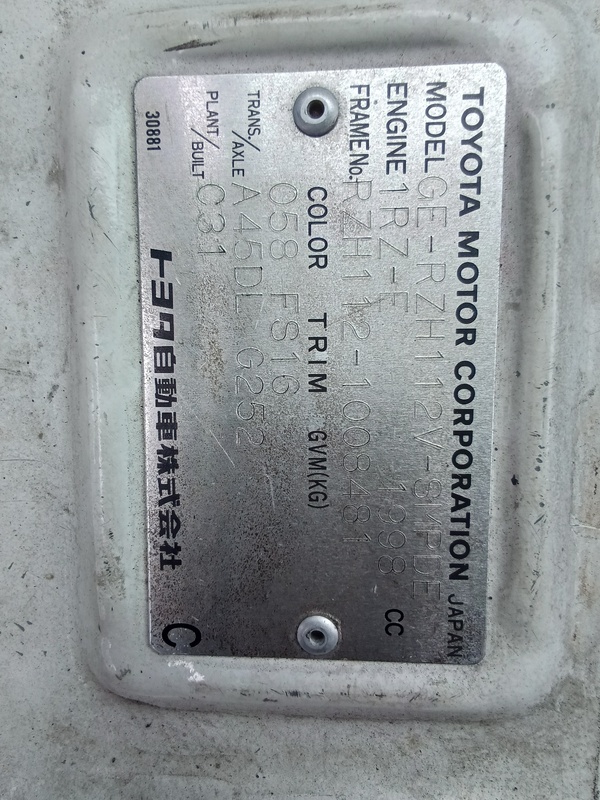 TOYOTA MOTOR CORPORATION JAPAN
MODEL GE-RZH112V-SMPDE
ENGINE 1RZ-E 1998 CC
FRAME No. RZH112-1008481
COLOR TRIM GVM(KG)
058 FS16
TRANS./AXLE A45DL G252
PLANT/BUILT C31
トヨタ自動車株式会社
30881 C